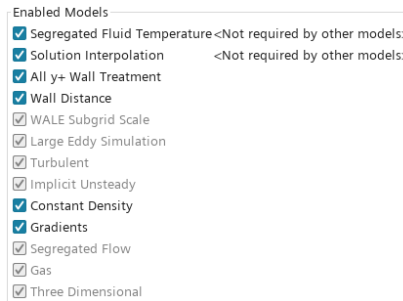 Enabled Models
Segregated Fluid Temperature <Not required by other models>
Solution Interpolation <Not required by other models>
All y+ Wall Treatment
Wall Distance
WALE Subgrid Scale
Large Eddy Simulation
Turbulent
Implicit Unsteady
Constant Density
Gradients
Segregated Flow
Gas
Three Dimensional